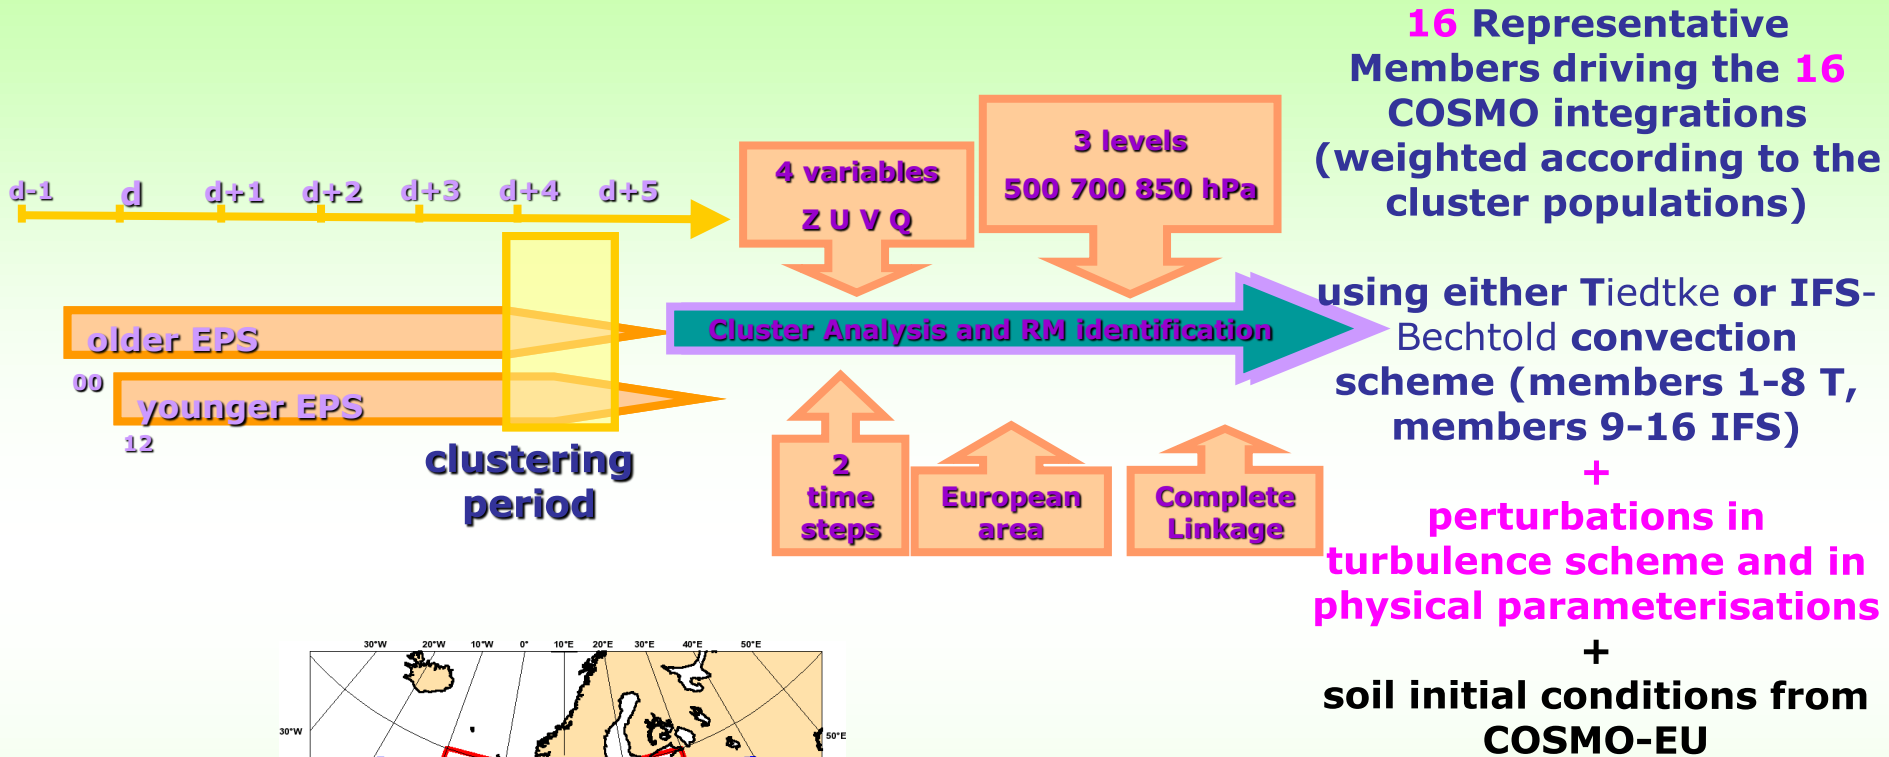 d-1 d d+1 d+2 d+3 d+4 d+5
older EPS
00
younger EPS
12
clustering
period
4 variables
Z U V Q
3 levels
500 700 850 hPa
Cluster Analysis and RM identification
2
time
steps
European
area
Complete
Linkage
16 Representative
Members driving the 16
COSMO integrations
(weighted according to the
cluster populations)
using either Tiedtke or IFS-
Bechtold convection
scheme (members 1-8 T,
members 9-16 IFS)
+
perturbations in
turbulence scheme and in
physical parameterisations
+
soil initial conditions from
COSMO-EU
30°W 20°W 10°W 0° 10°E 20°E 30°E 40°E 50°E
30°W
50°E